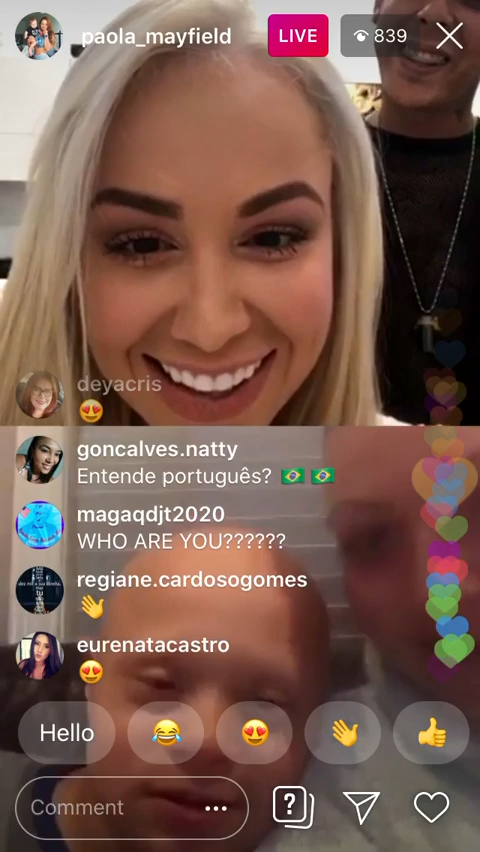 paola_mayfield
LIVE
839
deyacris
😍
goncalves.natty
Entende português? 🇧🇷 🇧🇷
magaqdjt2020
WHO ARE YOU??????
regiane.cardosogomes
👋
eurenatacastro
😍
Hello 😂 😍 👋 👍
Comment ...
?